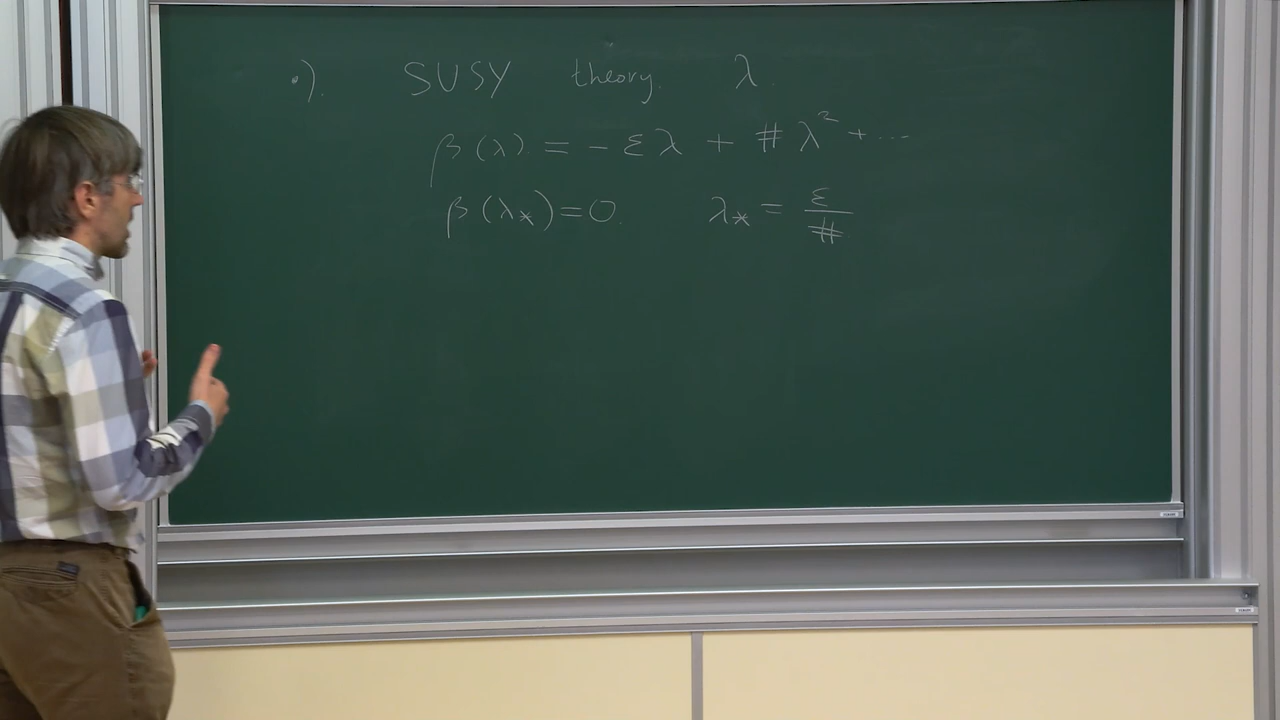 •). SUSY theory. λ.
β(λ) = - ελ + # λ² + ...
β(λ*) = 0. λ* = ε/#